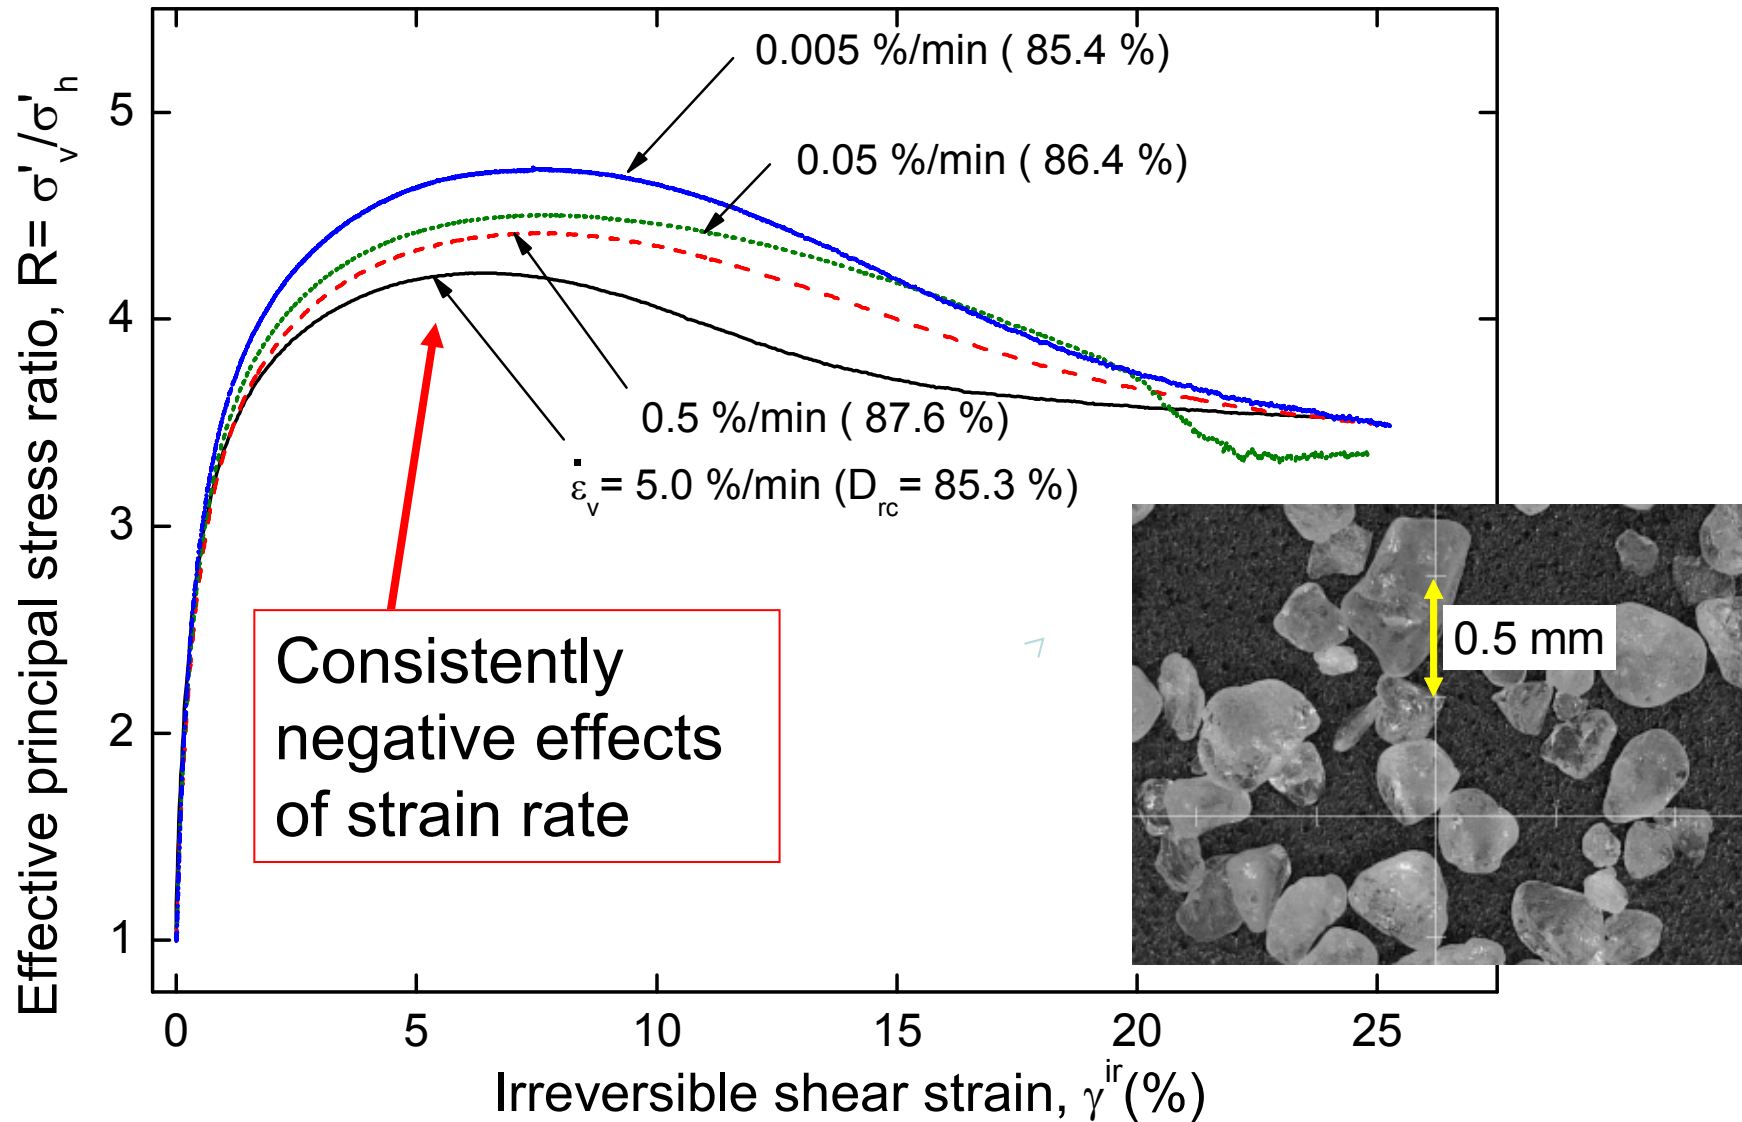 0.005 %/min ( 85.4 %)
0.05 %/min ( 86.4 %)
0.5 %/min ( 87.6 %)
ε̇v= 5.0 %/min (Drc= 85.3 %)
Consistently
negative effects
of strain rate
0.5 mm
Effective principal stress ratio, R= σ'v/σ'h
5
4
3
2
1
0 5 10 15 20 25
Irreversible shear strain, γir(%)